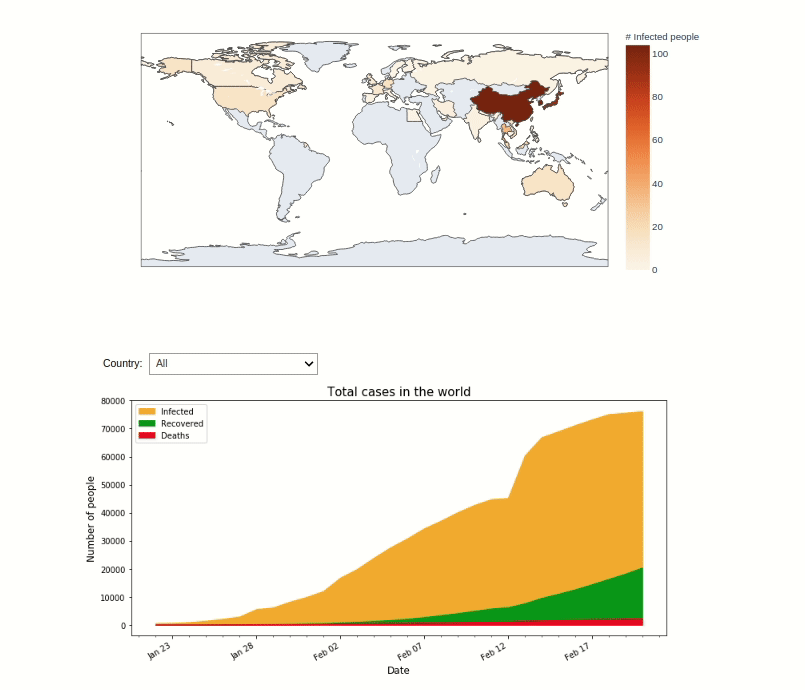 # Infected people
100
80
60
40
20
0
Country: All
Total cases in the world
Infected
Recovered
Deaths
Number of people
80000
70000
60000
50000
40000
30000
20000
10000
0
Jan 23
Jan 28
Feb 02
Feb 07
Feb 12
Feb 17
Date